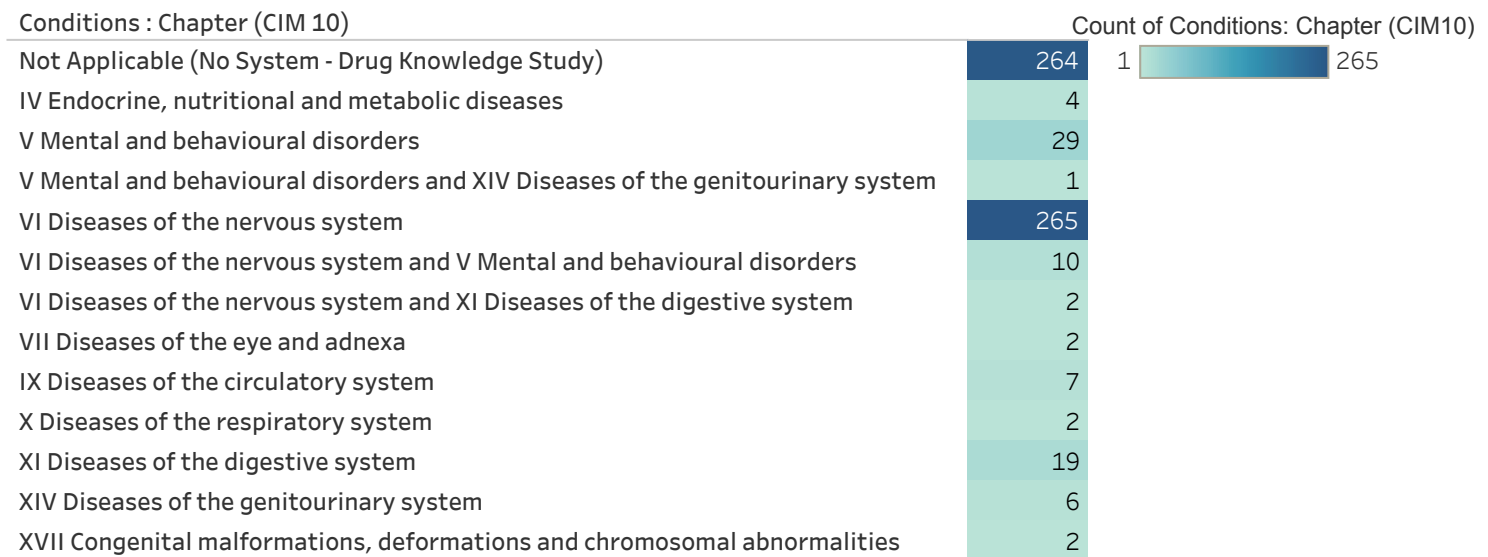 Conditions : Chapter (CIM 10)
Count of Conditions: Chapter (CIM10)
Not Applicable (No System - Drug Knowledge Study) 264
1 265
IV Endocrine, nutritional and metabolic diseases 4
V Mental and behavioural disorders 29
V Mental and behavioural disorders and XIV Diseases of the genitourinary system 1
VI Diseases of the nervous system 265
VI Diseases of the nervous system and V Mental and behavioural disorders 10
VI Diseases of the nervous system and XI Diseases of the digestive system 2
VII Diseases of the eye and adnexa 2
IX Diseases of the circulatory system 7
X Diseases of the respiratory system 2
XI Diseases of the digestive system 19
XIV Diseases of the genitourinary system 6
XVII Congenital malformations, deformations and chromosomal abnormalities 2